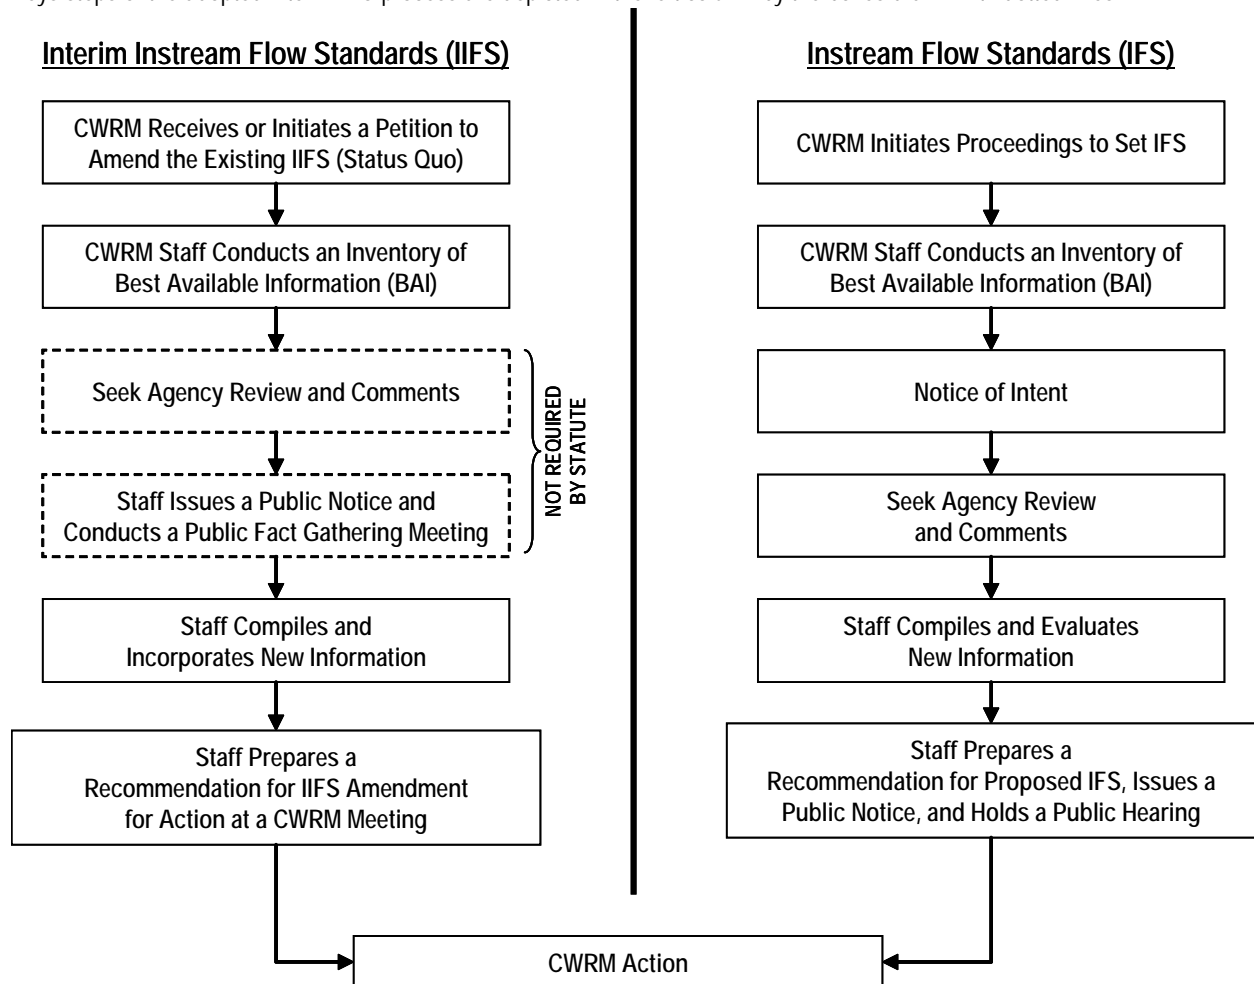 Interim Instream Flow Standards (IIFS)
CWRM Receives or Initiates a Petition to
Amend the Existing IIFS (Status Quo)
CWRM Staff Conducts an Inventory of
Best Available Information (BAI)
Seek Agency Review and Comments
Staff Issues a Public Notice and
Conducts a Public Fact Gathering Meeting
NOT REQUIRED
BY STATUTE
Staff Compiles and
Incorporates New Information
Staff Prepares a
Recommendation for IIFS Amendment
for Action at a CWRM Meeting
Instream Flow Standards (IFS)
CWRM Initiates Proceedings to Set IFS
CWRM Staff Conducts an Inventory of
Best Available Information (BAI)
Notice of Intent
Seek Agency Review
and Comments
Staff Compiles and Evaluates
New Information
Staff Prepares a
Recommendation for Proposed IFS, Issues a
Public Notice, and Holds a Public Hearing
CWRM Action